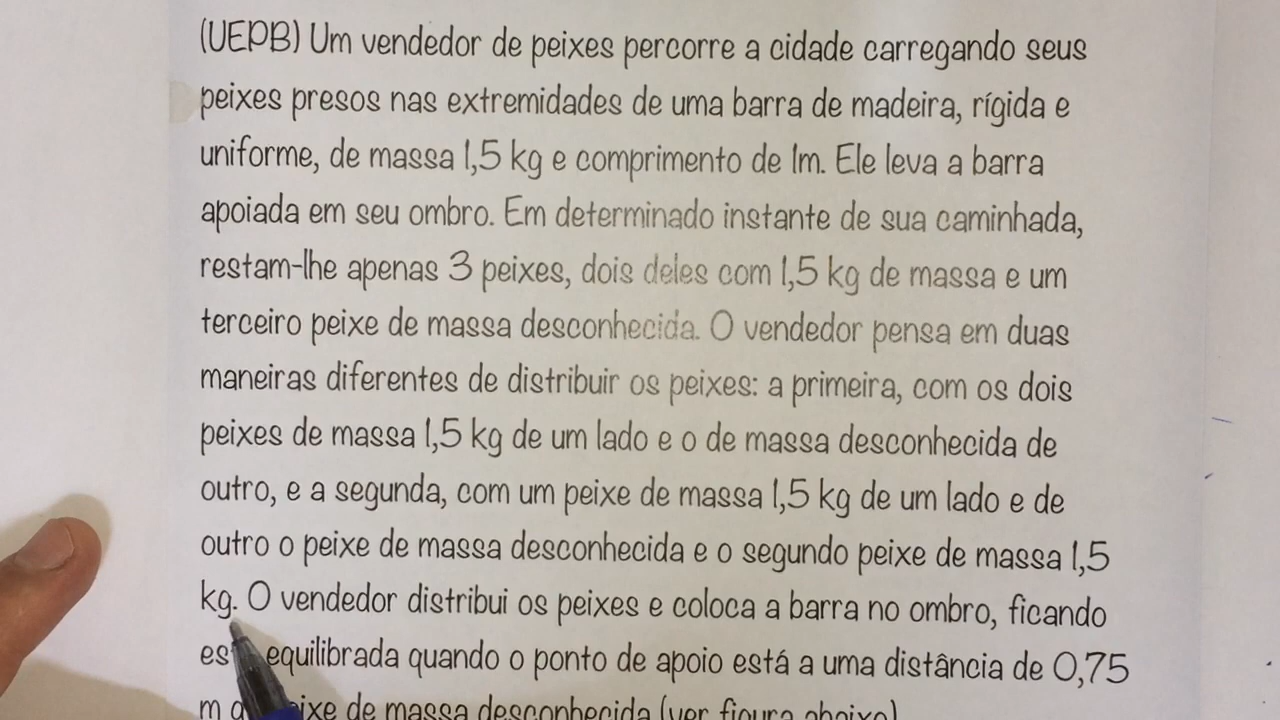 (UEPB) Um vendedor de peixes percorre a cidade carregando seus
peixes presos nas extremidades de uma barra de madeira, rígida e
uniforme, de massa 1,5 kg e comprimento de 1m. Ele leva a barra
apoiada em seu ombro. Em determinado instante de sua caminhada,
restam-lhe apenas 3 peixes, dois deles com 1,5 kg de massa e um
terceiro peixe de massa desconhecida. O vendedor pensa em duas
maneiras diferentes de distribuir os peixes: a primeira, com os dois
peixes de massa 1,5 kg de um lado e o de massa desconhecida de
outro, e a segunda, com um peixe de massa 1,5 kg de um lado e de
outro o peixe de massa desconhecida e o segundo peixe de massa 1,5
kg. O vendedor distribui os peixes e coloca a barra no ombro, ficando
equilibrada quando o ponto de apoio está a uma distância de 0,75
m de massa desconhecida (ver figura abaixo)